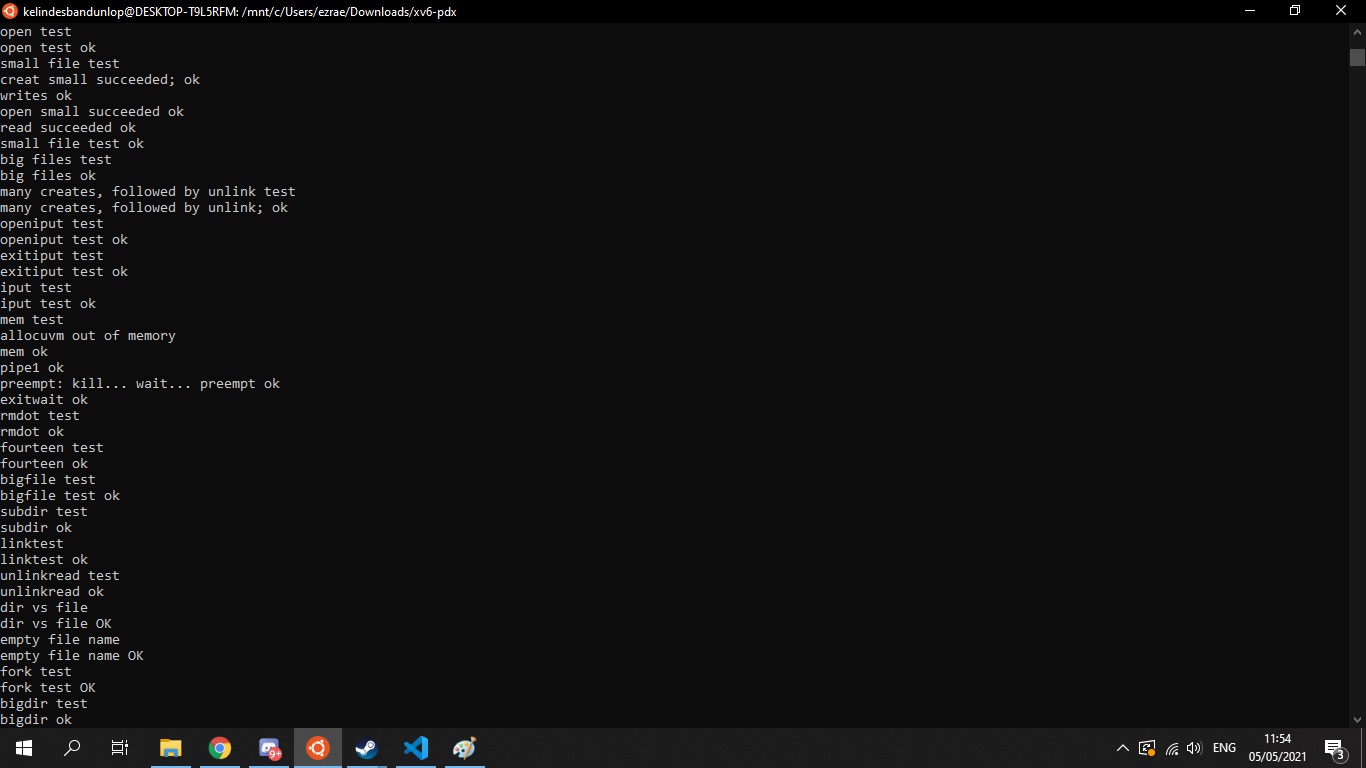 kelindesbandunlop@DESKTOP-T9L5RFM: /mnt/c/Users/ezrae/Downloads/xv6-pdx
open test
open test ok
small file test
creat small succeeded; ok
writes ok
open small succeeded ok
read succeeded ok
small file test ok
big files test
big files ok
many creates, followed by unlink test
many creates, followed by unlink; ok
openiput test
openiput test ok
exitiput test
exitiput test ok
iput test
iput test ok
mem test
allocuvm out of memory
mem ok
pipe1 ok
preempt: kill... wait... preempt ok
exitwait ok
rmdot test
rmdot ok
fourteen test
fourteen ok
bigfile test
bigfile test ok
subdir test
subdir ok
linktest
linktest ok
unlinkread test
unlinkread ok
dir vs file
dir vs file OK
empty file name
empty file name OK
fork test
fork test OK
bigdir test
bigdir ok
9+
ENG
11:54
05/05/2021
3